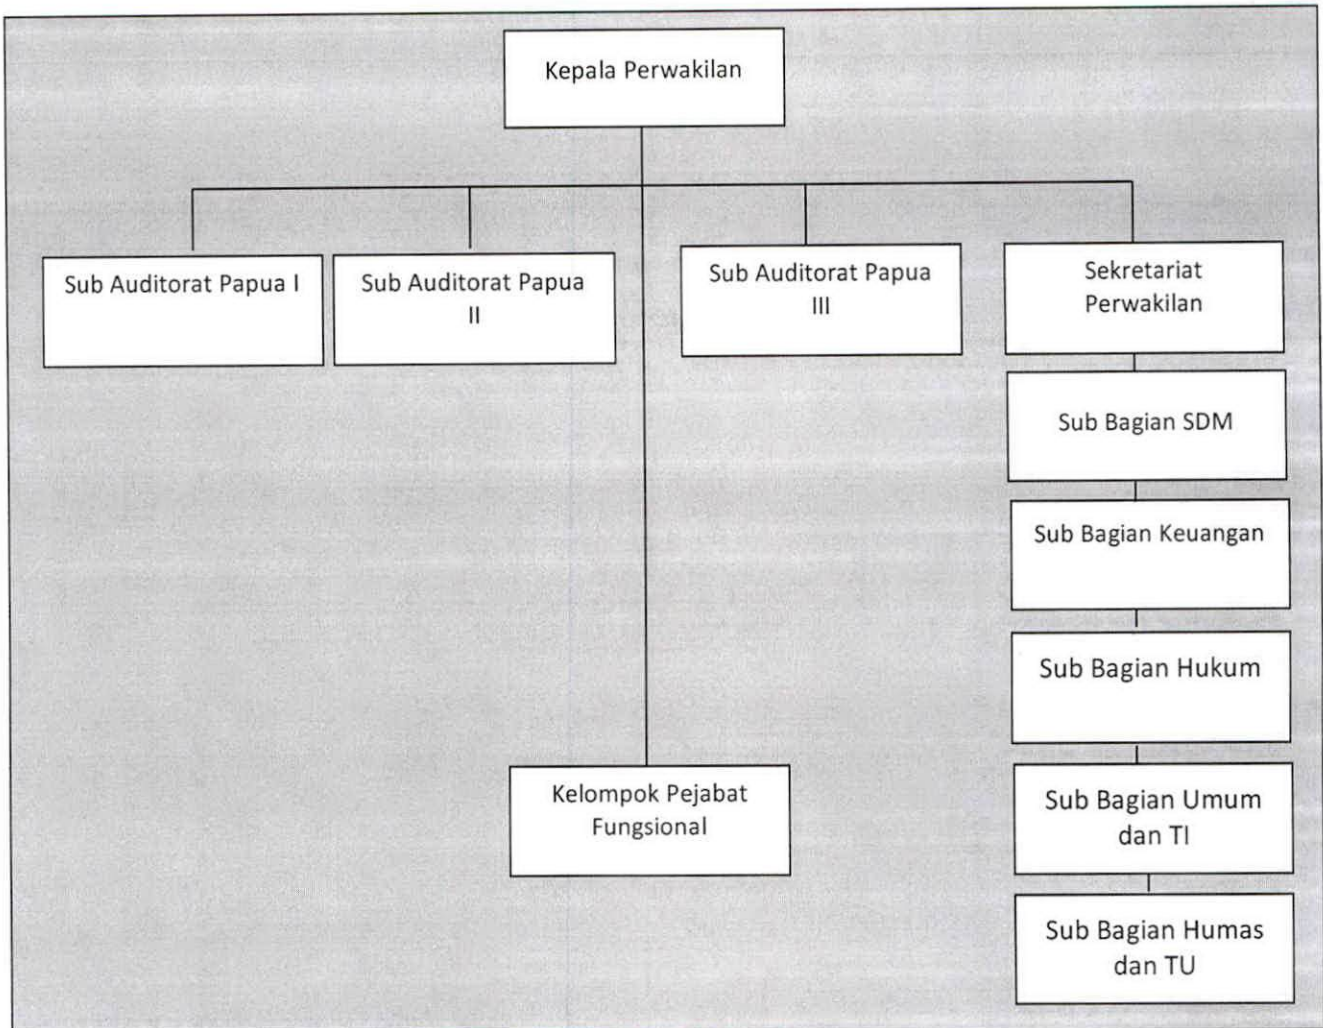 Kepala Perwakilan
Sub Auditorat Papua I
Sub Auditorat Papua
II
Sub Auditorat Papua
III
Sekretariat
Perwakilan
Sub Bagian SDM
Sub Bagian Keuangan
Sub Bagian Hukum
Kelompok Pejabat
Fungsional
Sub Bagian Umum
dan TI
Sub Bagian Humas
dan TU